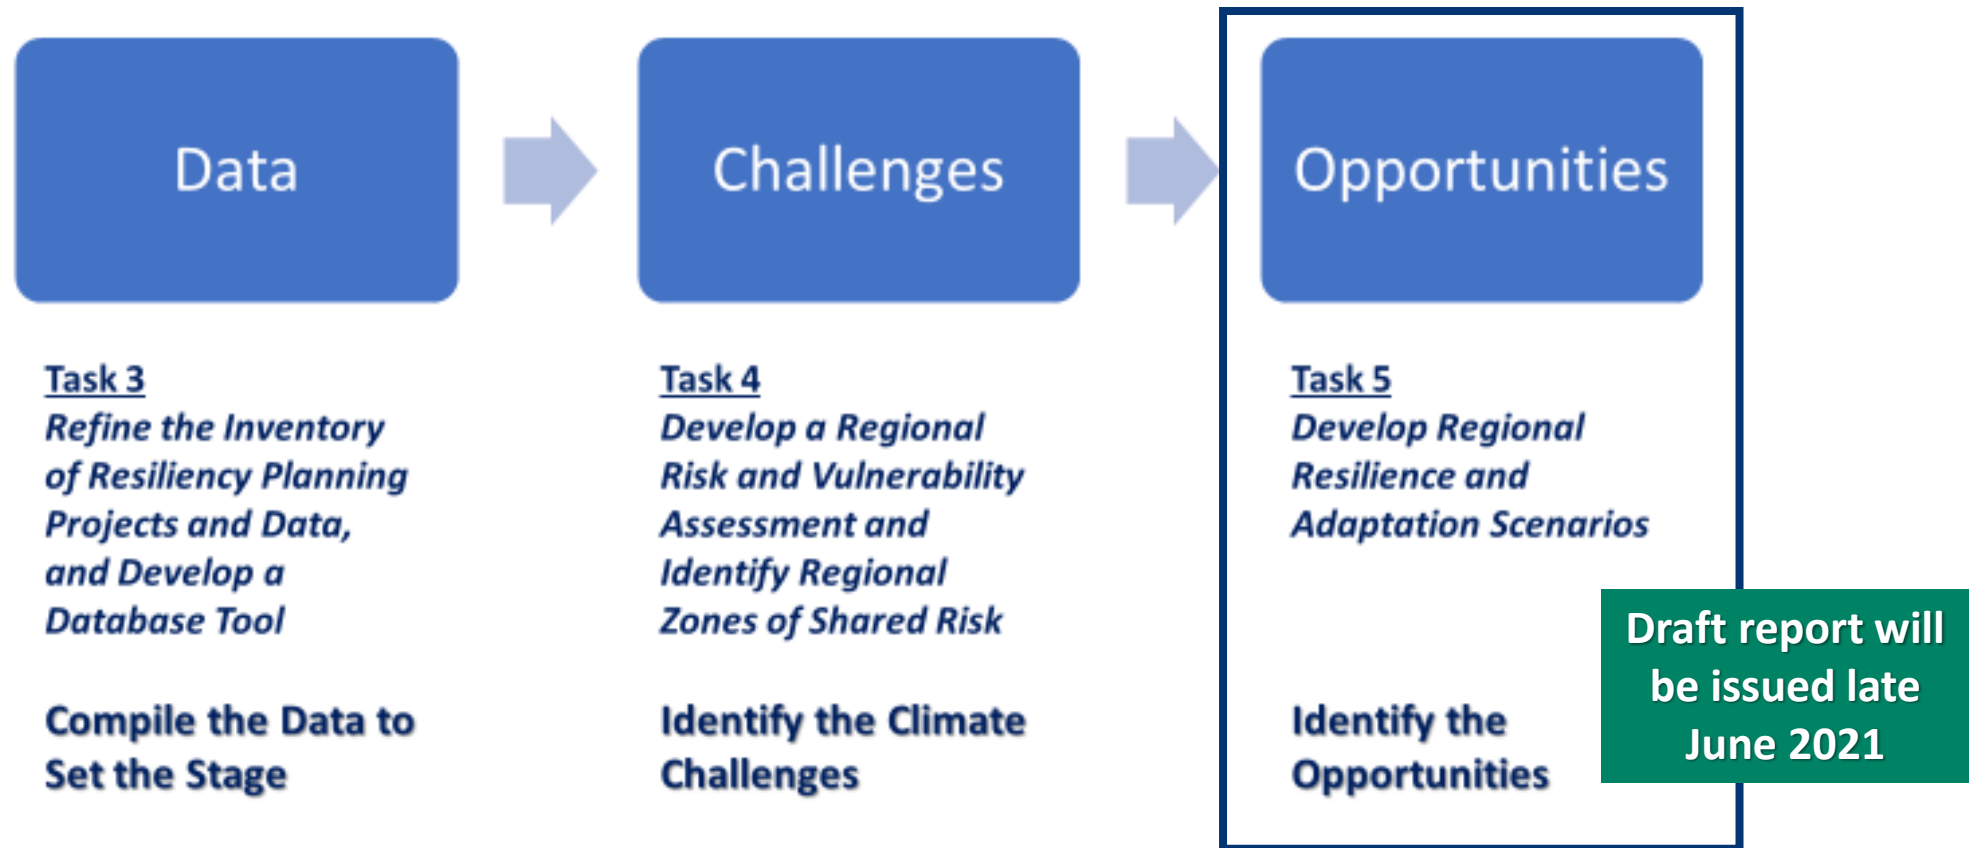 Data
Challenges
Opportunities
Task 3
Refine the Inventory
of Resiliency Planning
Projects and Data,
and Develop a
Database Tool
Compile the Data to
Set the Stage
Task 4
Develop a Regional
Risk and Vulnerability
Assessment and
Identify Regional
Zones of Shared Risk
Identify the Climate
Challenges
Task 5
Develop Regional
Resilience and
Adaptation Scenarios
Identify the
Opportunities
Draft report will
be issued late
June 2021